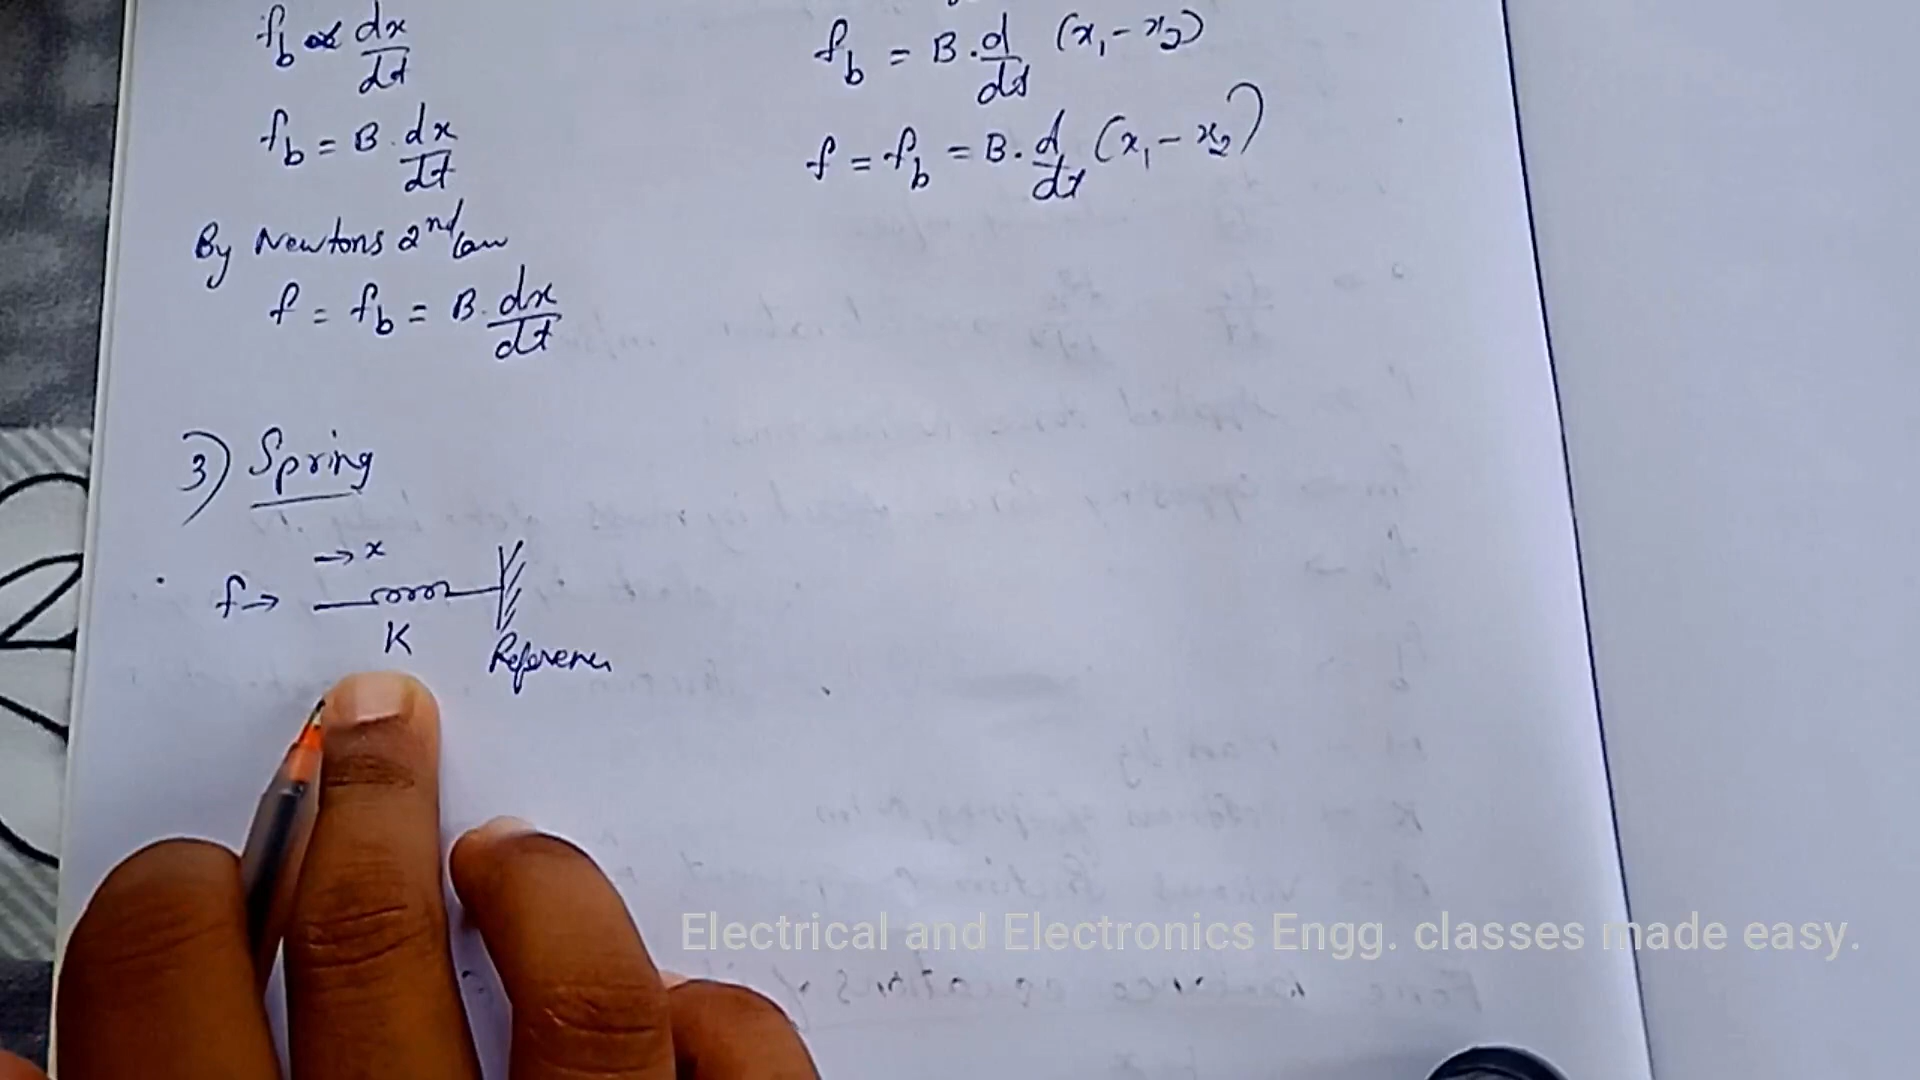 f_b α dx/dt
f_b = B. dx/dt
By Newtons 2nd law
f = f_b = B. dx/dt
f_b = B. d/dt (x₁ - x₂)
f = f_b = B. d/dt (x₁ - x₂)
3) Spring
→ x
f →
K
Reference
Electrical and Electronics Engg. classes made easy.